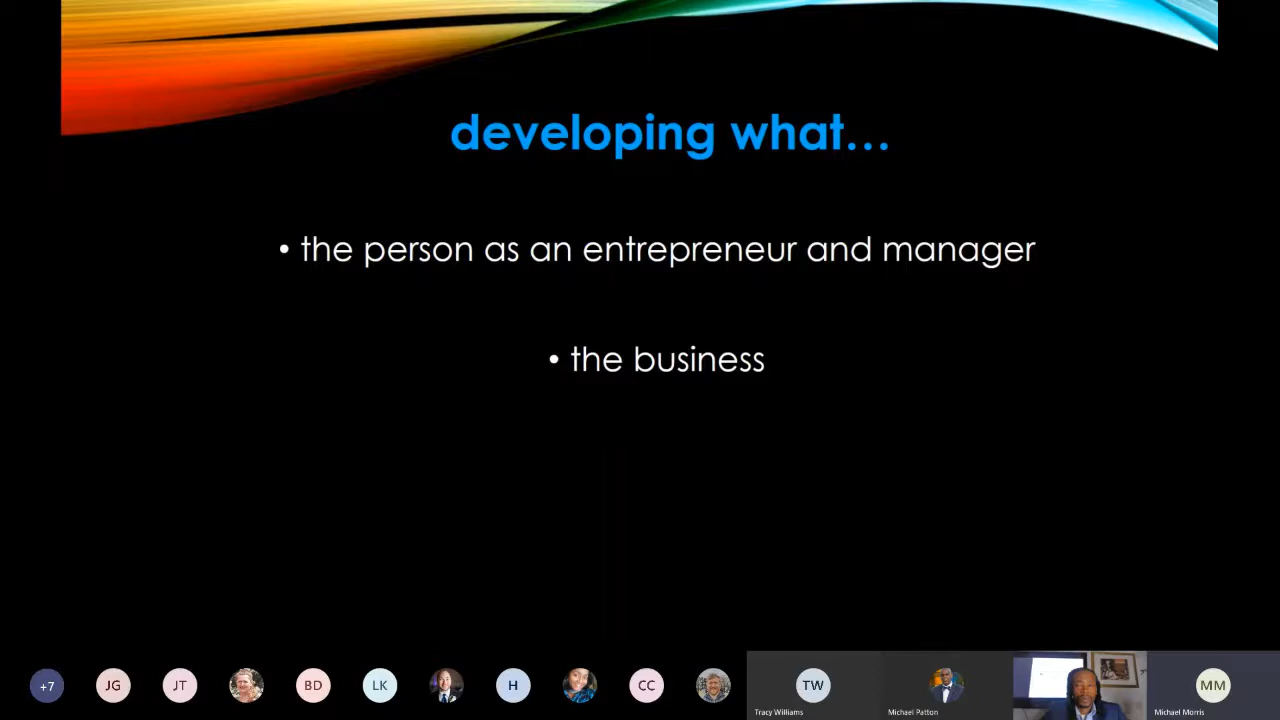 developing what...
• the person as an entrepreneur and manager
• the business
+7
JG
JT
BD
LK
H
CC
TW
Tracy Williams
Michael Patton
MM
Michael Morris